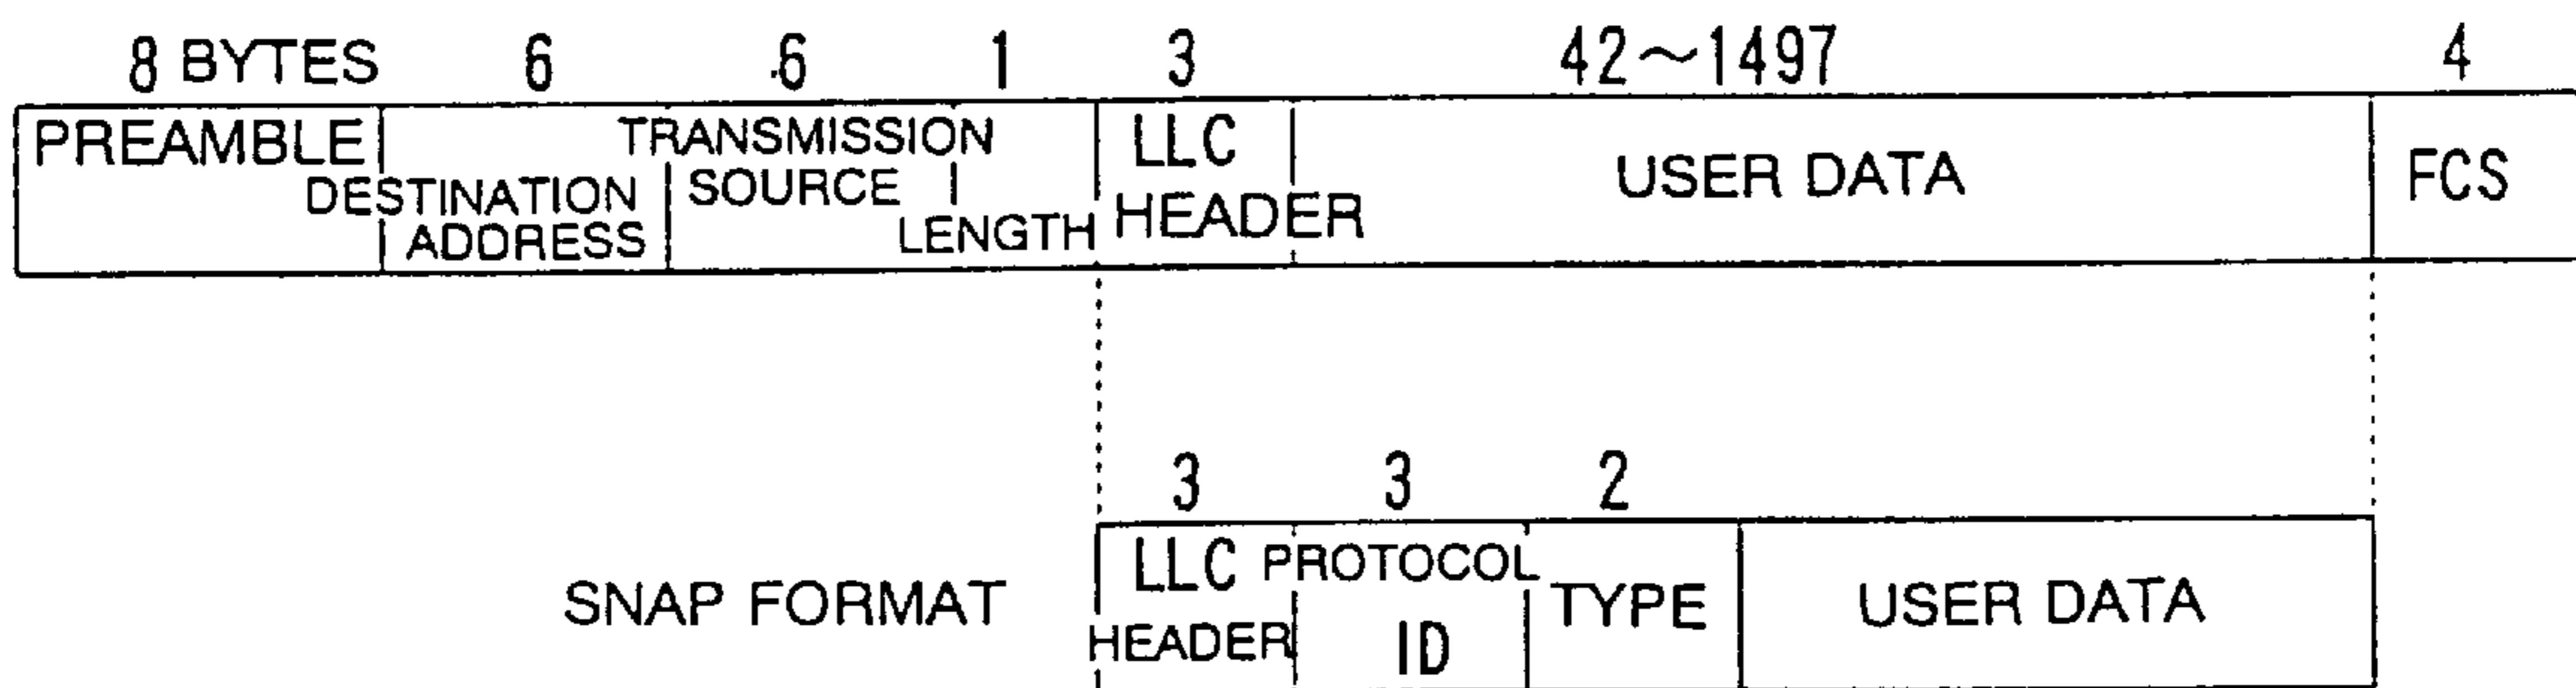 8 BYTES 6 6 1 3 42~1497 4
PREAMBLE
DESTINATION
ADDRESS
TRANSMISSION
SOURCE
LENGTH
LLC
HEADER
USER DATA
FCS
3 3 2
SNAP FORMAT
LLC
HEADER
PROTOCOL
ID
TYPE
USER DATA